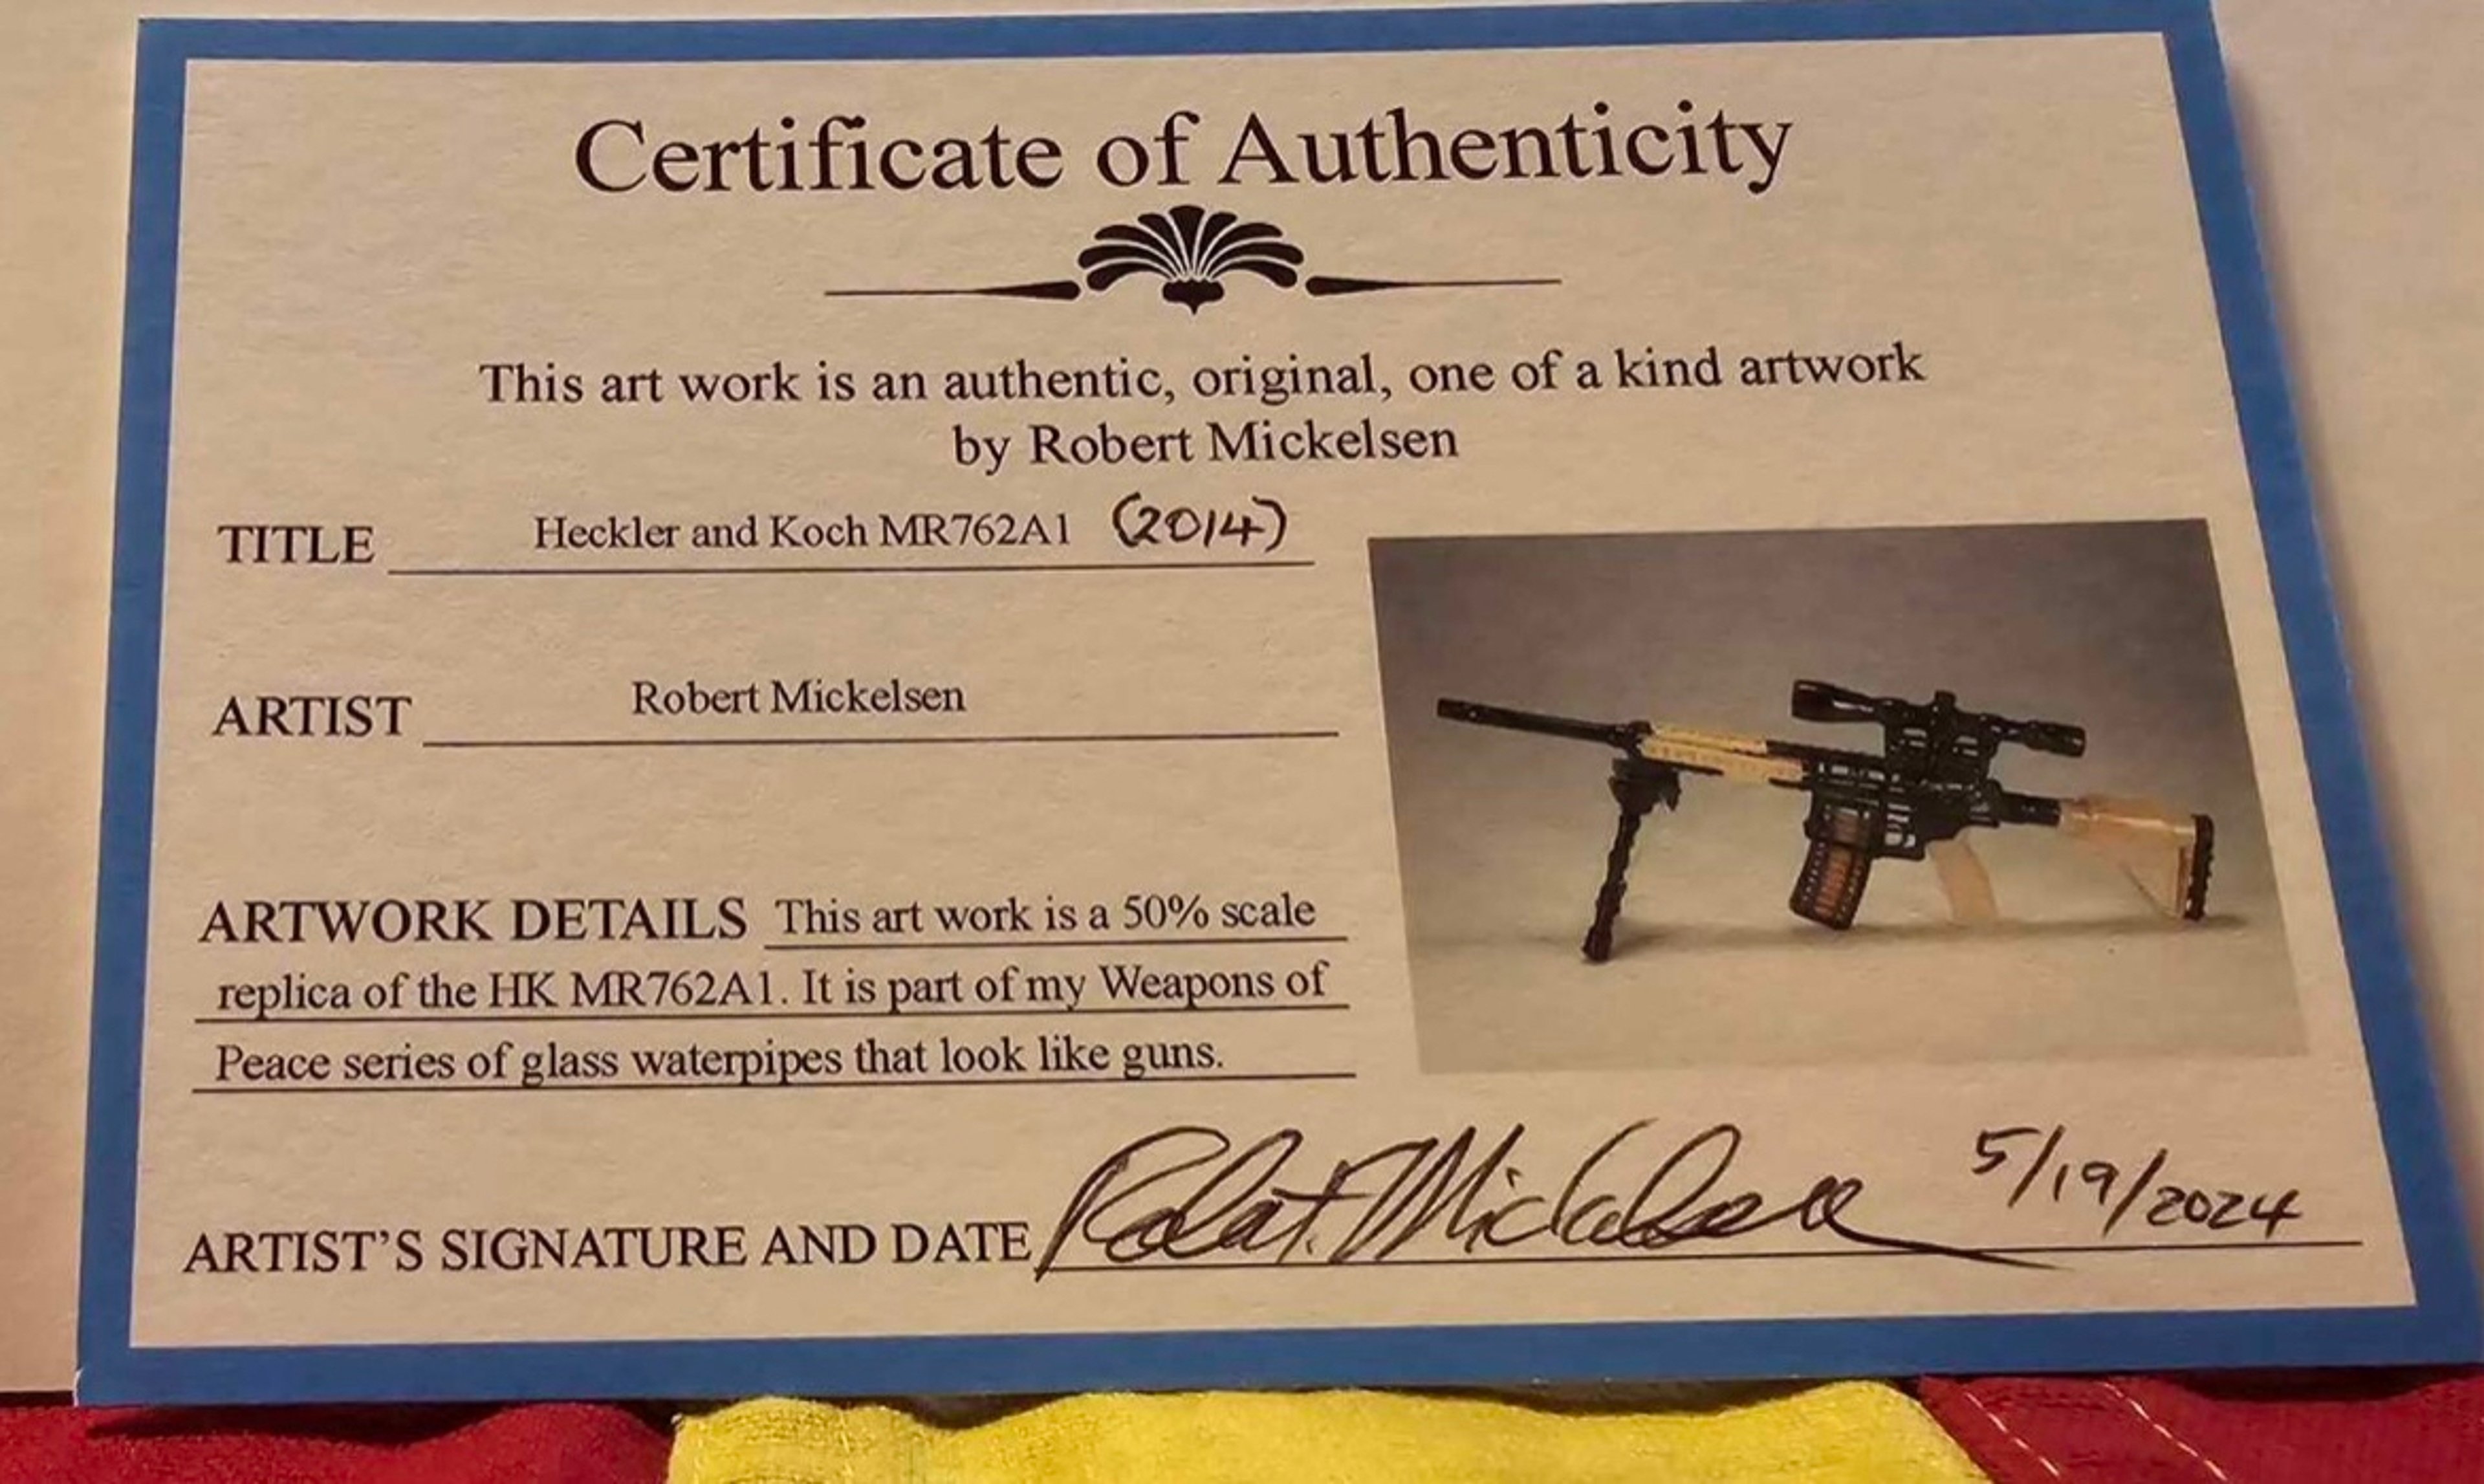 Certificate of Authenticity
This art work is an authentic, original, one of a kind artwork
by Robert Mickelsen
TITLE Heckler and Koch MR762A1 (2014)
ARTIST Robert Mickelsen
ARTWORK DETAILS This art work is a 50% scale
replica of the HK MR762A1. It is part of my Weapons of
Peace series of glass waterpipes that look like guns.
ARTIST'S SIGNATURE AND DATE Robert Mickelsen 5/19/2024